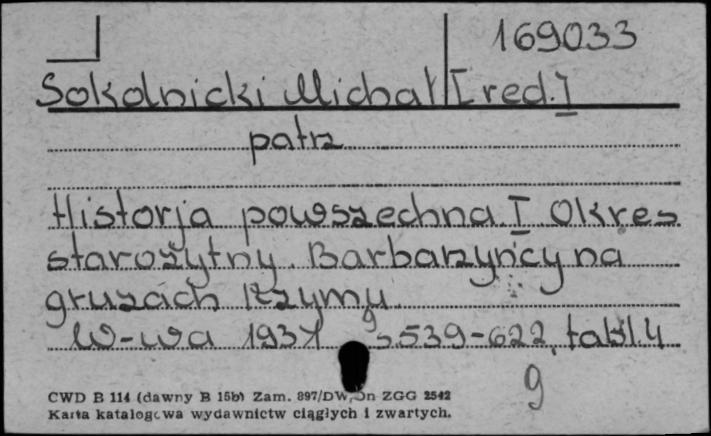 169033
Sokolnicki Michał [red.]
patrz
Historja powszechna. I. Okres
starożytny. Barbarzyńcy na
gruzach Rzymu
W-wa 1937 s. 539-622, tabl. 4
9
CWD B 114 (dawny B 15b) Zam. 897/DW, Dn ZGG 2542
Karta katalogowa wydawnictw ciągłych i zwartych.